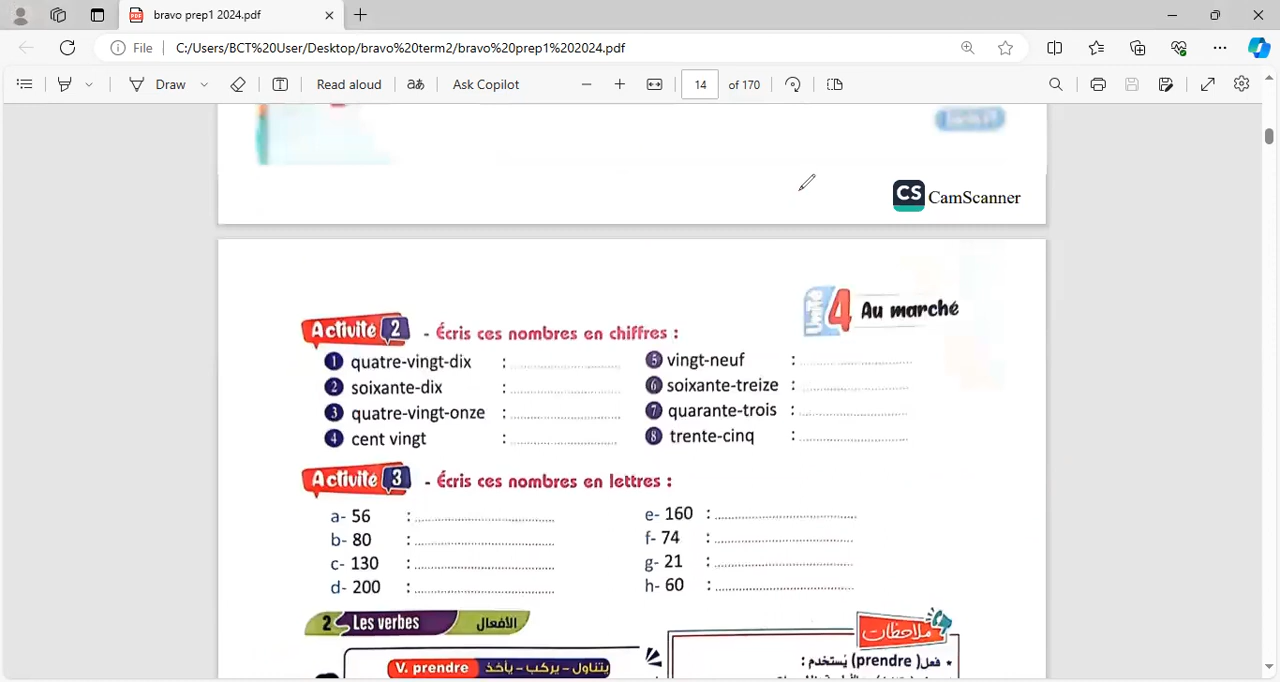 bravo prep1 2024.pdf
File C:/Users/BCT%20User/Desktop/bravo%20term2/bravo%20prep1%202024.pdf
Draw Read aloud aあ Ask Copilot 14 of 170
CS CamScanner
Unité 4 Au marché
Activité 2 - Écris ces nombres en chiffres :
1 quatre-vingt-dix : ....................
5 vingt-neuf : ....................
2 soixante-dix : ....................
6 soixante-treize : ....................
3 quatre-vingt-onze : ....................
7 quarante-trois : ....................
4 cent vingt : ....................
8 trente-cinq : ....................
Activité 3 - Écris ces nombres en lettres :
a- 56 : ....................
e- 160 : ....................
b- 80 : ....................
f- 74 : ....................
c- 130 : ....................
g- 21 : ....................
d- 200 : ....................
h- 60 : ....................
2 Les verbes الأفعال
ملاحظات
V. prendre يتناول – يركب – يأخذ
* فعل (prendre) يُستخدم :